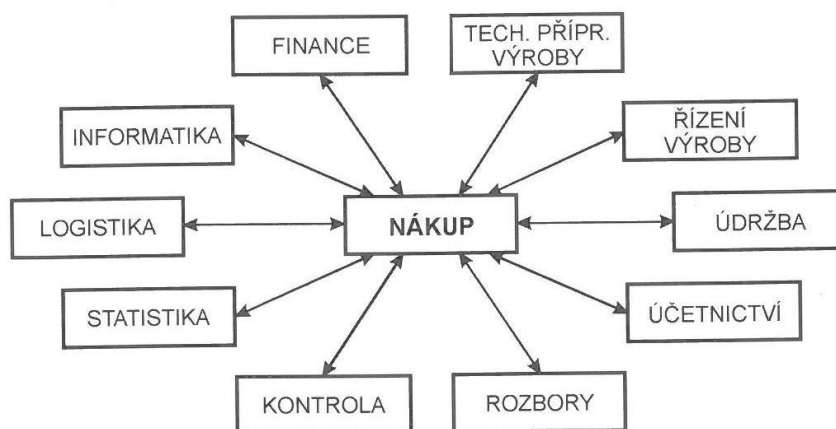 FINANCE
TECH. PŘÍPR.
VÝROBY
INFORMATIKA
ŘÍZENÍ
VÝROBY
LOGISTIKA
NÁKUP
ÚDRŽBA
STATISTIKA
ÚČETNICTVÍ
KONTROLA
ROZBORY